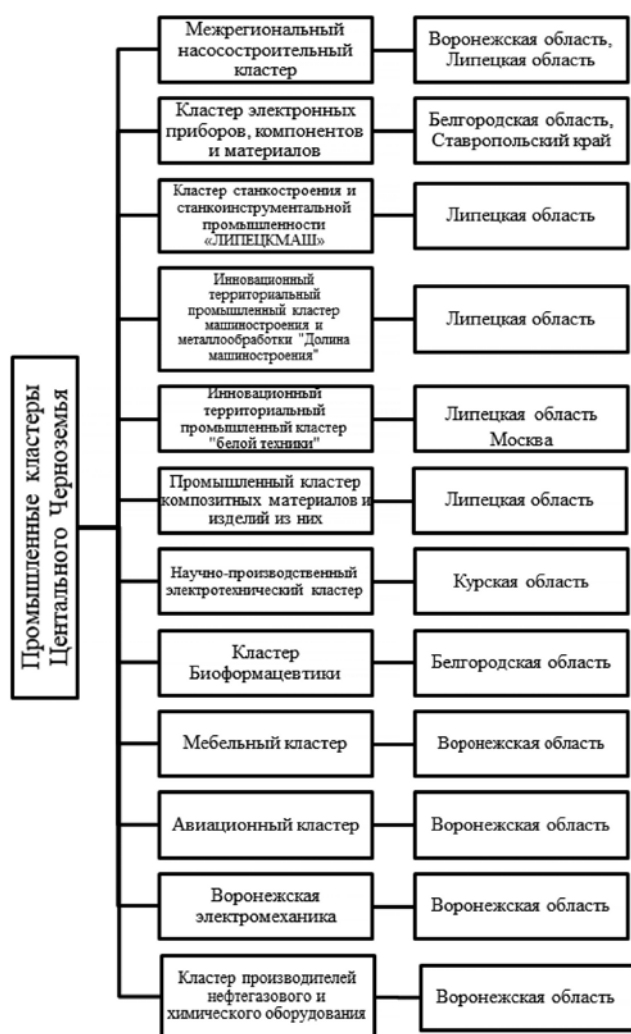 Промышленные кластеры
Центального Черноземья
Межрегиональный
насосостроительный
кластер
Воронежская область,
Липецкая область
Кластер электронных
приборов, компонентов
и материалов
Белгородская область,
Ставропольский край
Кластер станкостроения и
станкоинструментальной
промышленности
«ЛИПЕЦКМАШ»
Липецкая область
Инновационный
территориальный
промышленный кластер
машиностроения и
металлообработки "Долина
машиностроения"
Липецкая область
Инновационный
территориальный
промышленный кластер
"белой техники"
Липецкая область
Москва
Промышленный кластер
композитных материалов и
изделий из них
Липецкая область
Научно-производственный
электротехнический кластер
Курская область
Кластер
Биоформацевтики
Белгородская область
Мебельный кластер
Воронежская область
Авиационный кластер
Воронежская область
Воронежская
электромеханика
Воронежская область
Кластер производителей
нефтегазового и
химического оборудования
Воронежская область